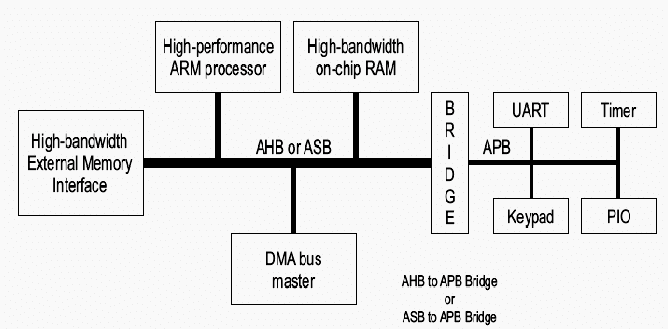 High-performance
ARM processor
High-bandwidth
on-chip RAM
High-bandwidth
External Memory
Interface
AHB or ASB
B
R
I
D
G
E
APB
UART
Timer
Keypad
PIO
DMA bus
master
AHB to APB Bridge
or
ASB to APB Bridge